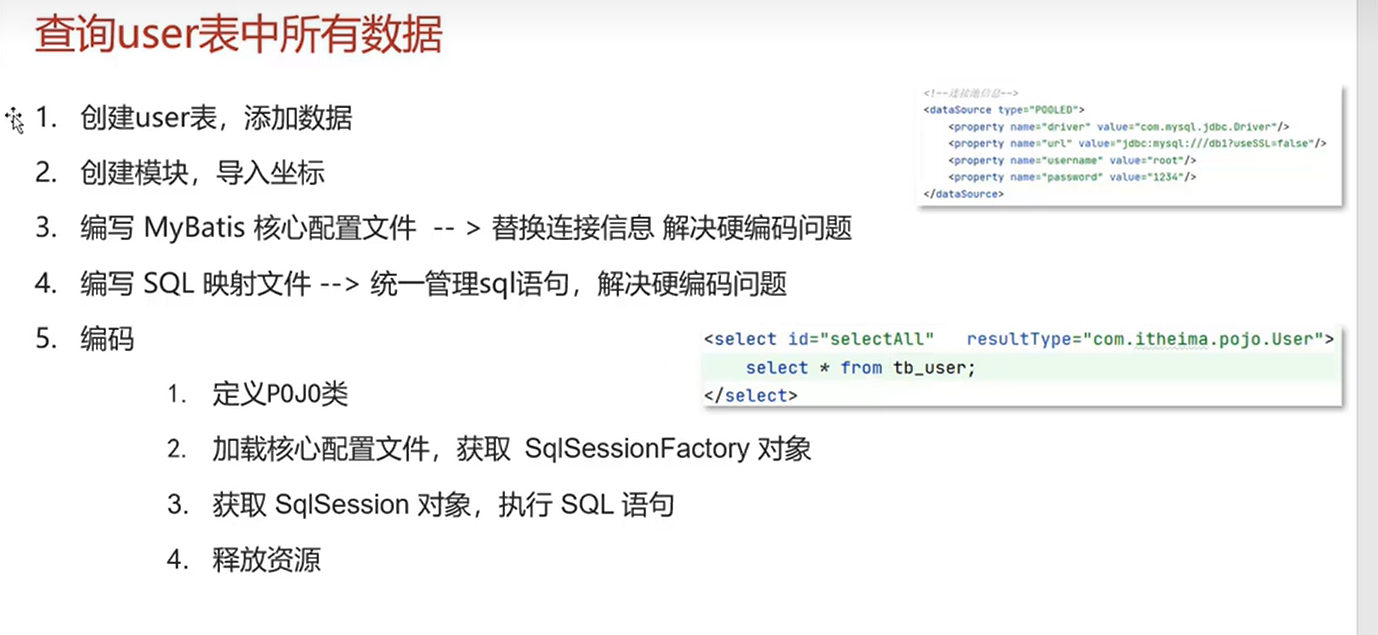 查询user表中所有数据
1. 创建user表，添加数据
2. 创建模块，导入坐标
3. 编写 MyBatis 核心配置文件 -- > 替换连接信息 解决硬编码问题
4. 编写 SQL 映射文件 --> 统一管理sql语句，解决硬编码问题
5. 编码
1. 定义POJO类
2. 加载核心配置文件，获取 SqlSessionFactory 对象
3. 获取 SqlSession 对象，执行 SQL 语句
4. 释放资源
<!--连接池信息-->
<dataSource type="POOLED">
<property name="driver" value="com.mysql.jdbc.Driver"/>
<property name="url" value="jdbc:mysql:///db1?useSSL=false"/>
<property name="username" value="root"/>
<property name="password" value="1234"/>
</dataSource>
<select id="selectAll" resultType="com.itheima.pojo.User">
select * from tb_user;
</select>